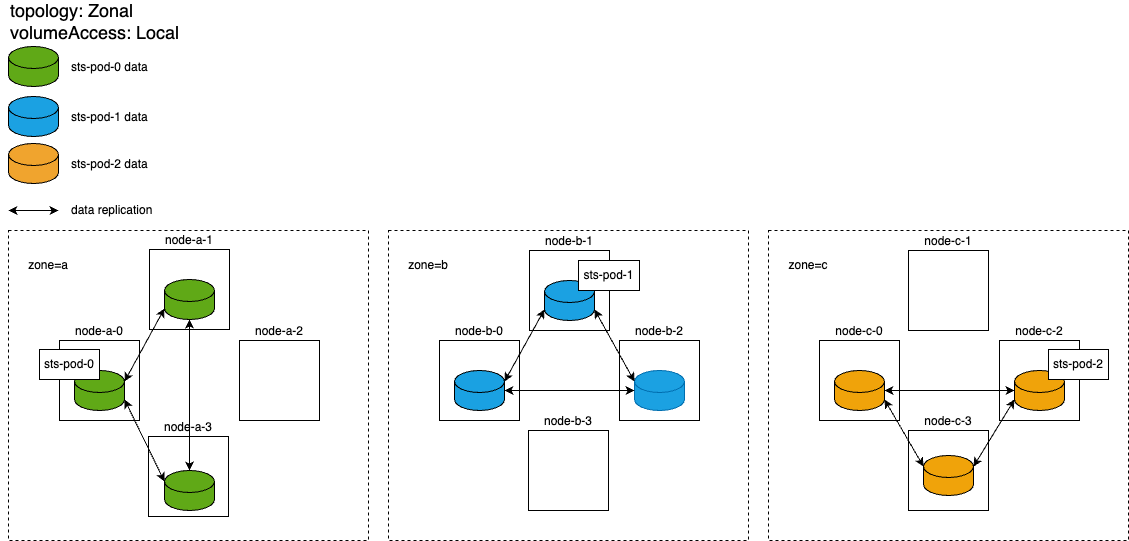 topology: Zonal
volumeAccess: Local
sts-pod-0 data
sts-pod-1 data
sts-pod-2 data
data replication
zone=a
node-a-1
node-a-0
node-a-2
sts-pod-0
node-a-3
zone=b
node-b-1
sts-pod-1
node-b-0
node-b-2
node-b-3
zone=c
node-c-1
node-c-0
node-c-2
sts-pod-2
node-c-3